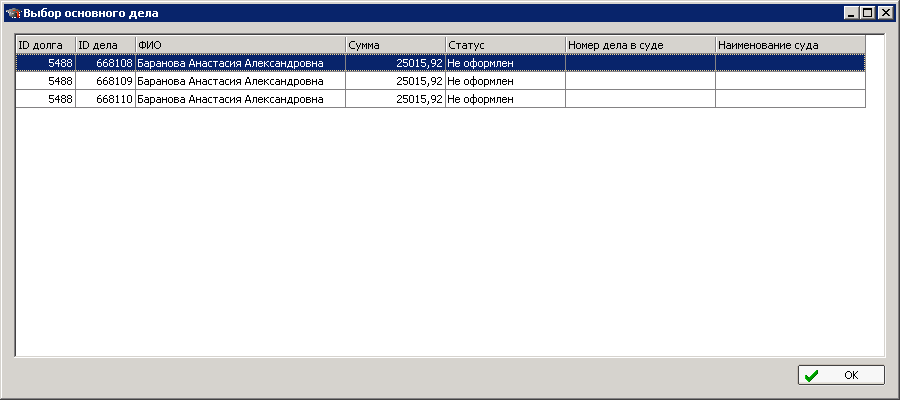 Выбор основного дела
ID долга ID дела ФИО Сумма Статус Номер дела в суде Наименование суда
5488 668108 Баранова Анастасия Александровна 25015,92 Не оформлен
5488 668109 Баранова Анастасия Александровна 25015,92 Не оформлен
5488 668110 Баранова Анастасия Александровна 25015,92 Не оформлен
OK